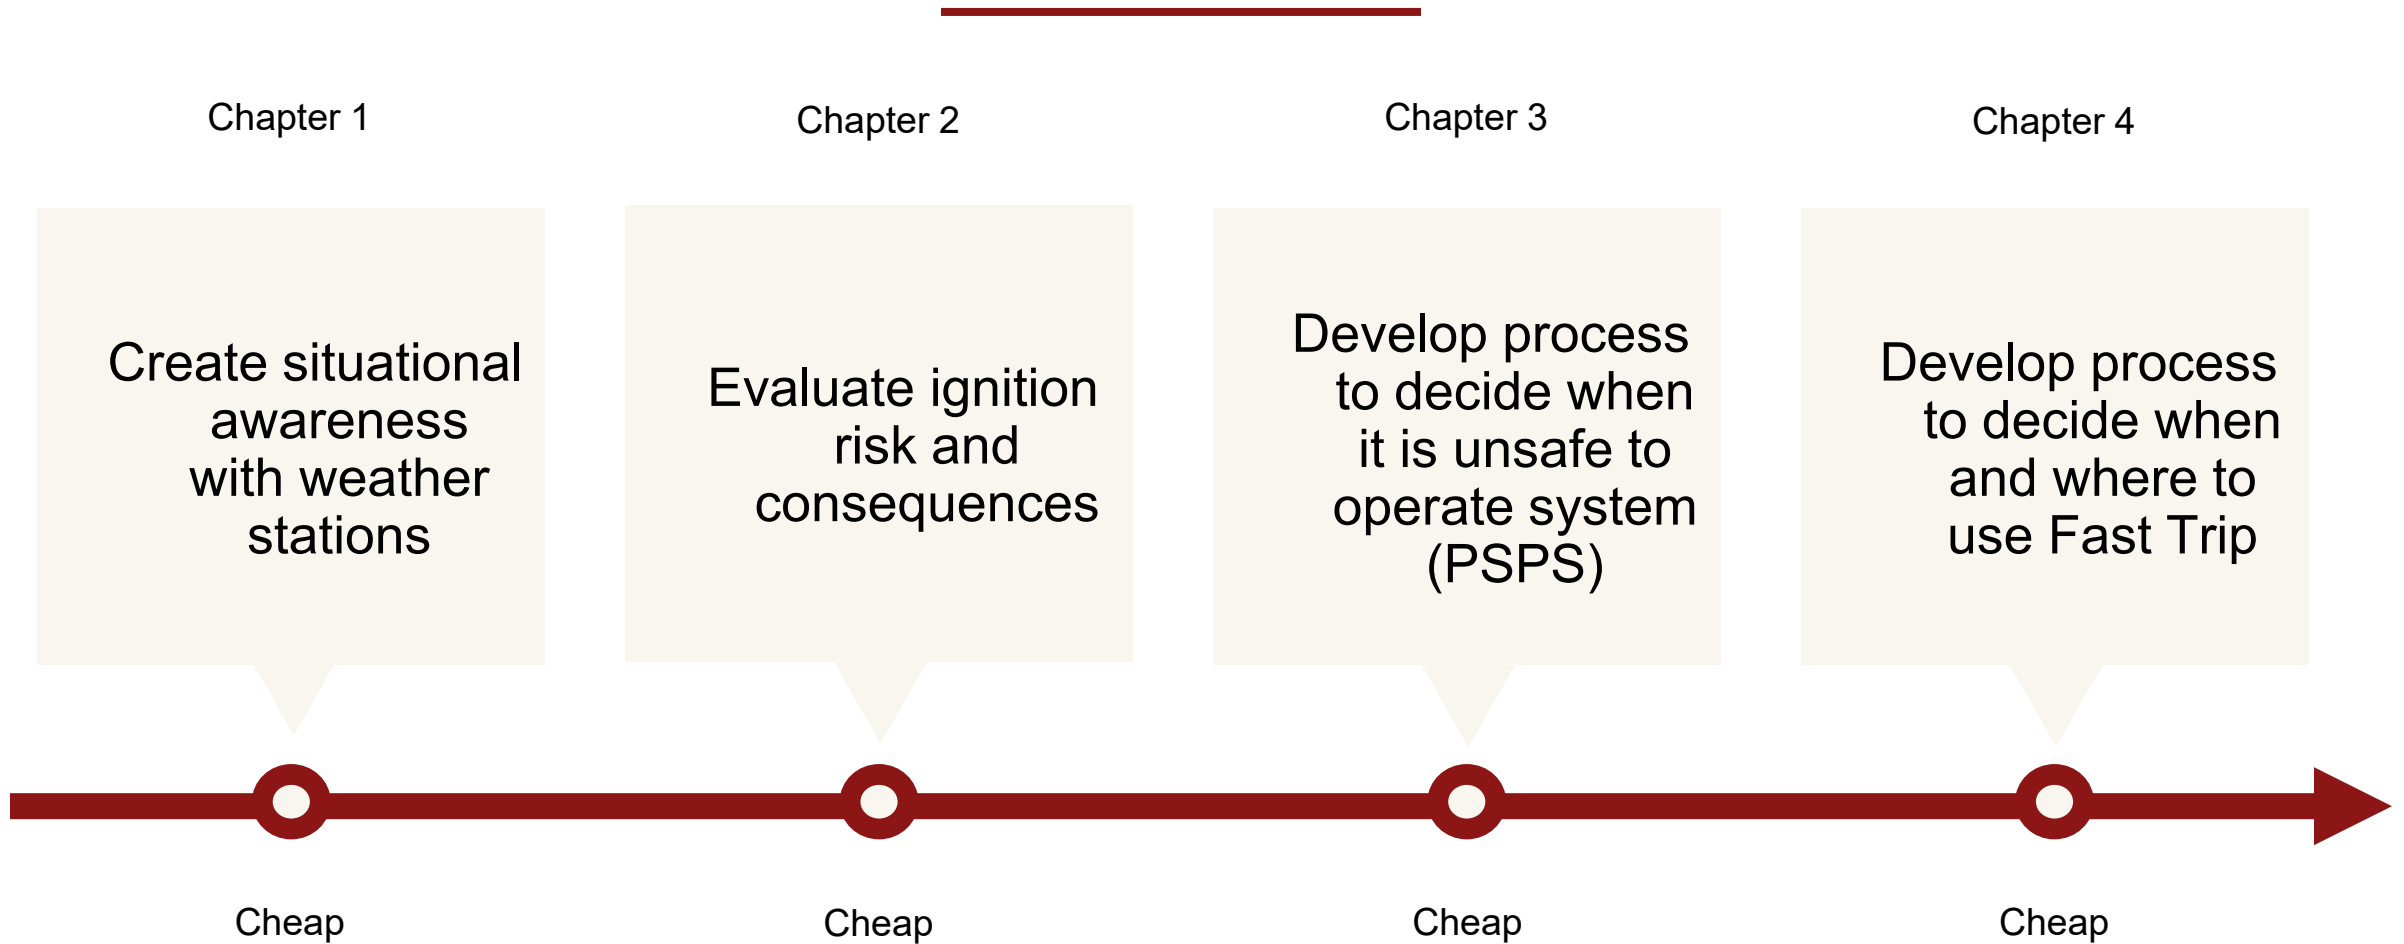 Chapter 1
Chapter 2
Chapter 3
Chapter 4
Create situational
awareness
with weather
stations
Evaluate ignition
risk and
consequences
Develop process
to decide when
it is unsafe to
operate system
(PSPS)
Develop process
to decide when
and where to
use Fast Trip
Cheap
Cheap
Cheap
Cheap